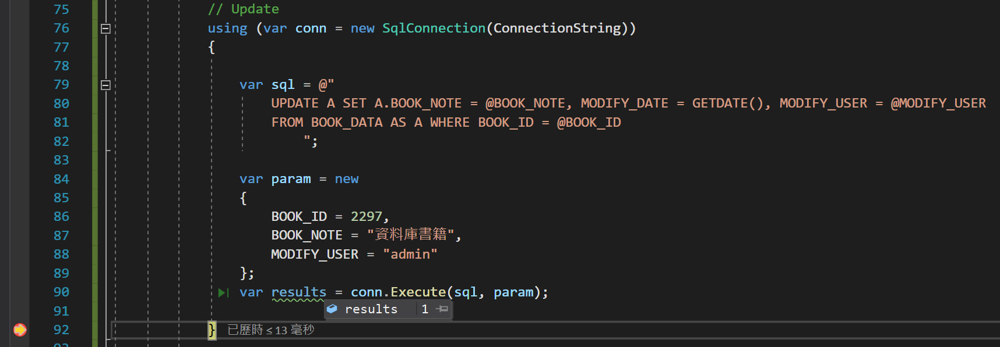 75 // Update
76 using (var conn = new SqlConnection(ConnectionString))
77 {
78
79 var sql = @"
80 UPDATE A SET A.BOOK_NOTE = @BOOK_NOTE, MODIFY_DATE = GETDATE(), MODIFY_USER = @MODIFY_USER
81 FROM BOOK_DATA AS A WHERE BOOK_ID = @BOOK_ID
82 ";
83
84 var param = new
85 {
86 BOOK_ID = 2297,
87 BOOK_NOTE = "資料庫書籍",
88 MODIFY_USER = "admin"
89 };
90 var results = conn.Execute(sql, param);
91 results 1
92 } 已歷時 ≤ 13 毫秒